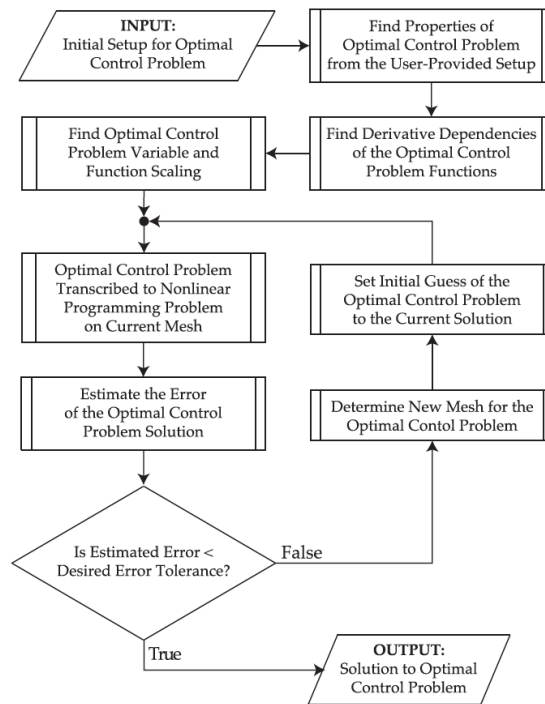 INPUT:
Initial Setup for Optimal
Control Problem
Find Properties of
Optimal Control Problem
from the User-Provided Setup
Find Derivative Dependencies
of the Optimal Control
Problem Functions
Find Optimal Control
Problem Variable and
Function Scaling
Optimal Control Problem
Transcribed to Nonlinear
Programming Problem
on Current Mesh
Estimate the Error
of the Optimal Control
Problem Solution
Is Estimated Error <
Desired Error Tolerance?
False
Determine New Mesh for the
Optimal Contol Problem
Set Initial Guess of the
Optimal Control Problem
to the Current Solution
True
OUTPUT:
Solution to Optimal
Control Problem